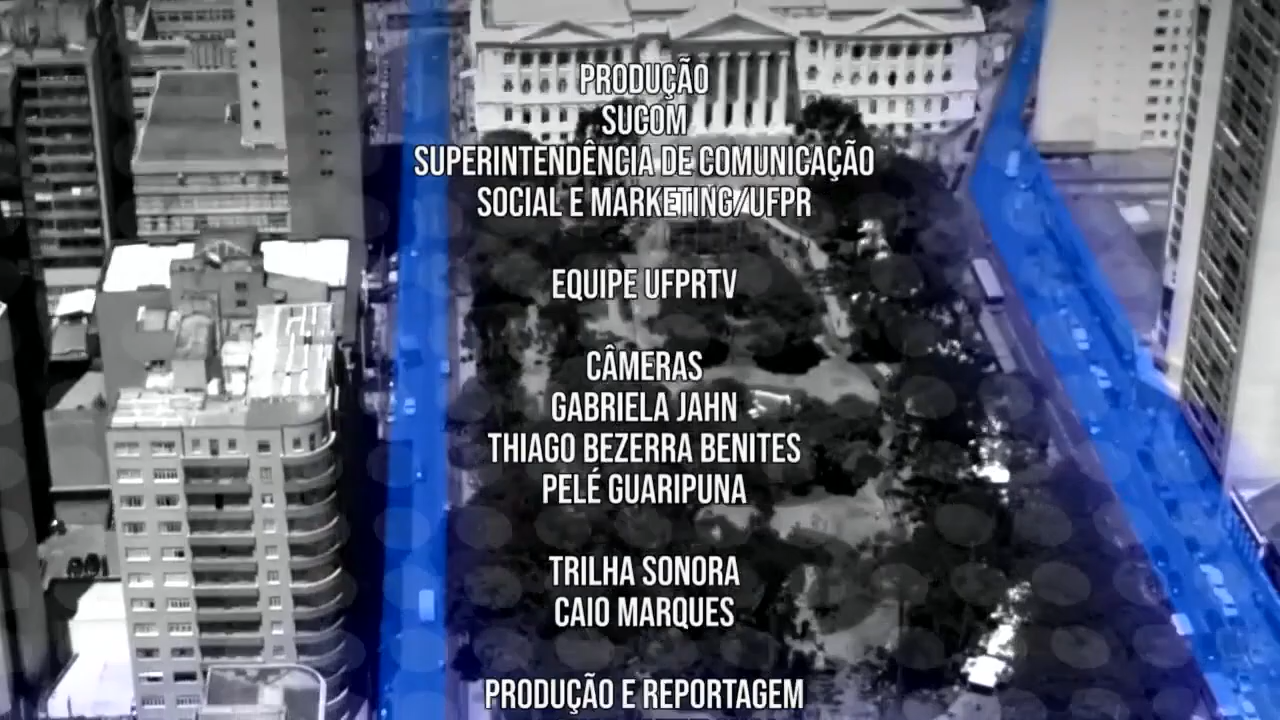 PRODUÇÃO
SUCOM
SUPERINTENDÊNCIA DE COMUNICAÇÃO
SOCIAL E MARKETING/UFPR
EQUIPE UFPRTV
CÂMERAS
GABRIELA JAHN
THIAGO BEZERRA BENITES
PELÉ GUARIPUNA
TRILHA SONORA
CAIO MARQUES
PRODUÇÃO E REPORTAGEM